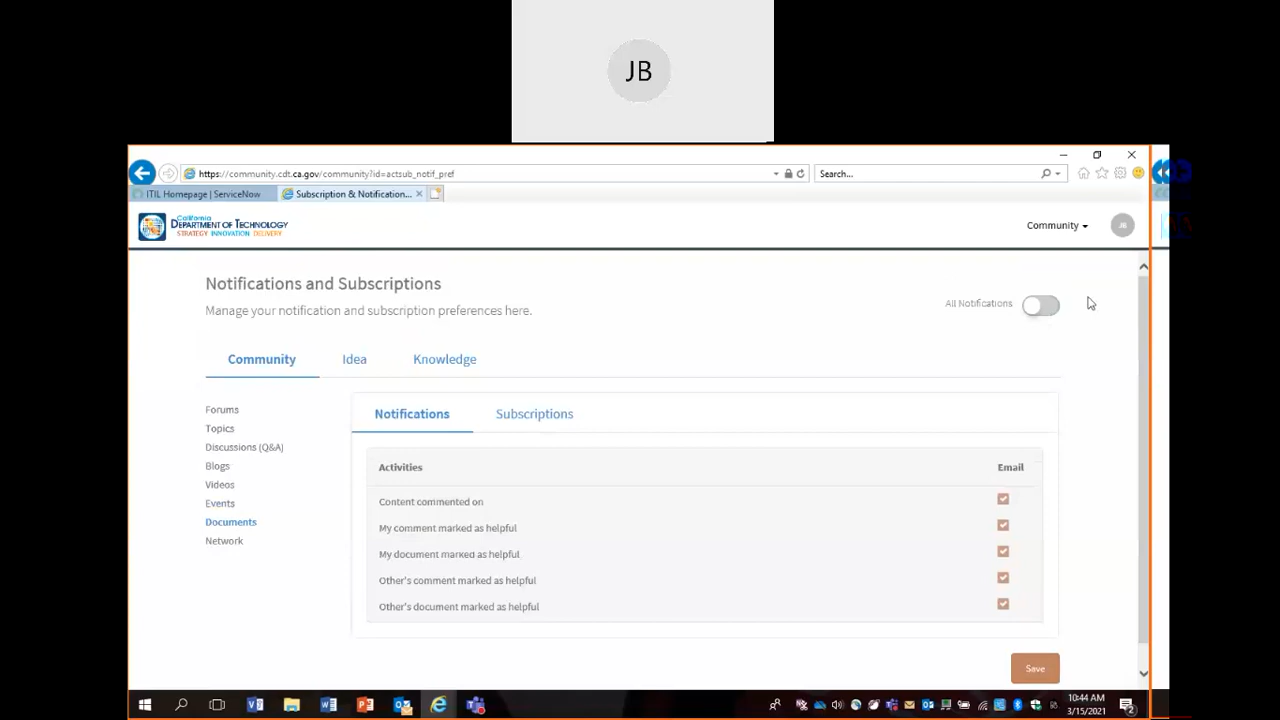 JB
https://community.cdt.ca.gov/community?id=actsub_notif_pref
Search...
ITIL Homepage | ServiceNow
Subscription & Notification...
California
DEPARTMENT OF TECHNOLOGY
STRATEGY INNOVATION DELIVERY
Community
JB
Notifications and Subscriptions
Manage your notification and subscription preferences here.
All Notifications
Community
Idea
Knowledge
Forums
Topics
Discussions (Q&A)
Blogs
Videos
Events
Documents
Network
Notifications
Subscriptions
Activities
Email
Content commented on
My comment marked as helpful
My document marked as helpful
Other's comment marked as helpful
Other's document marked as helpful
Save
10:44 AM
3/15/2021